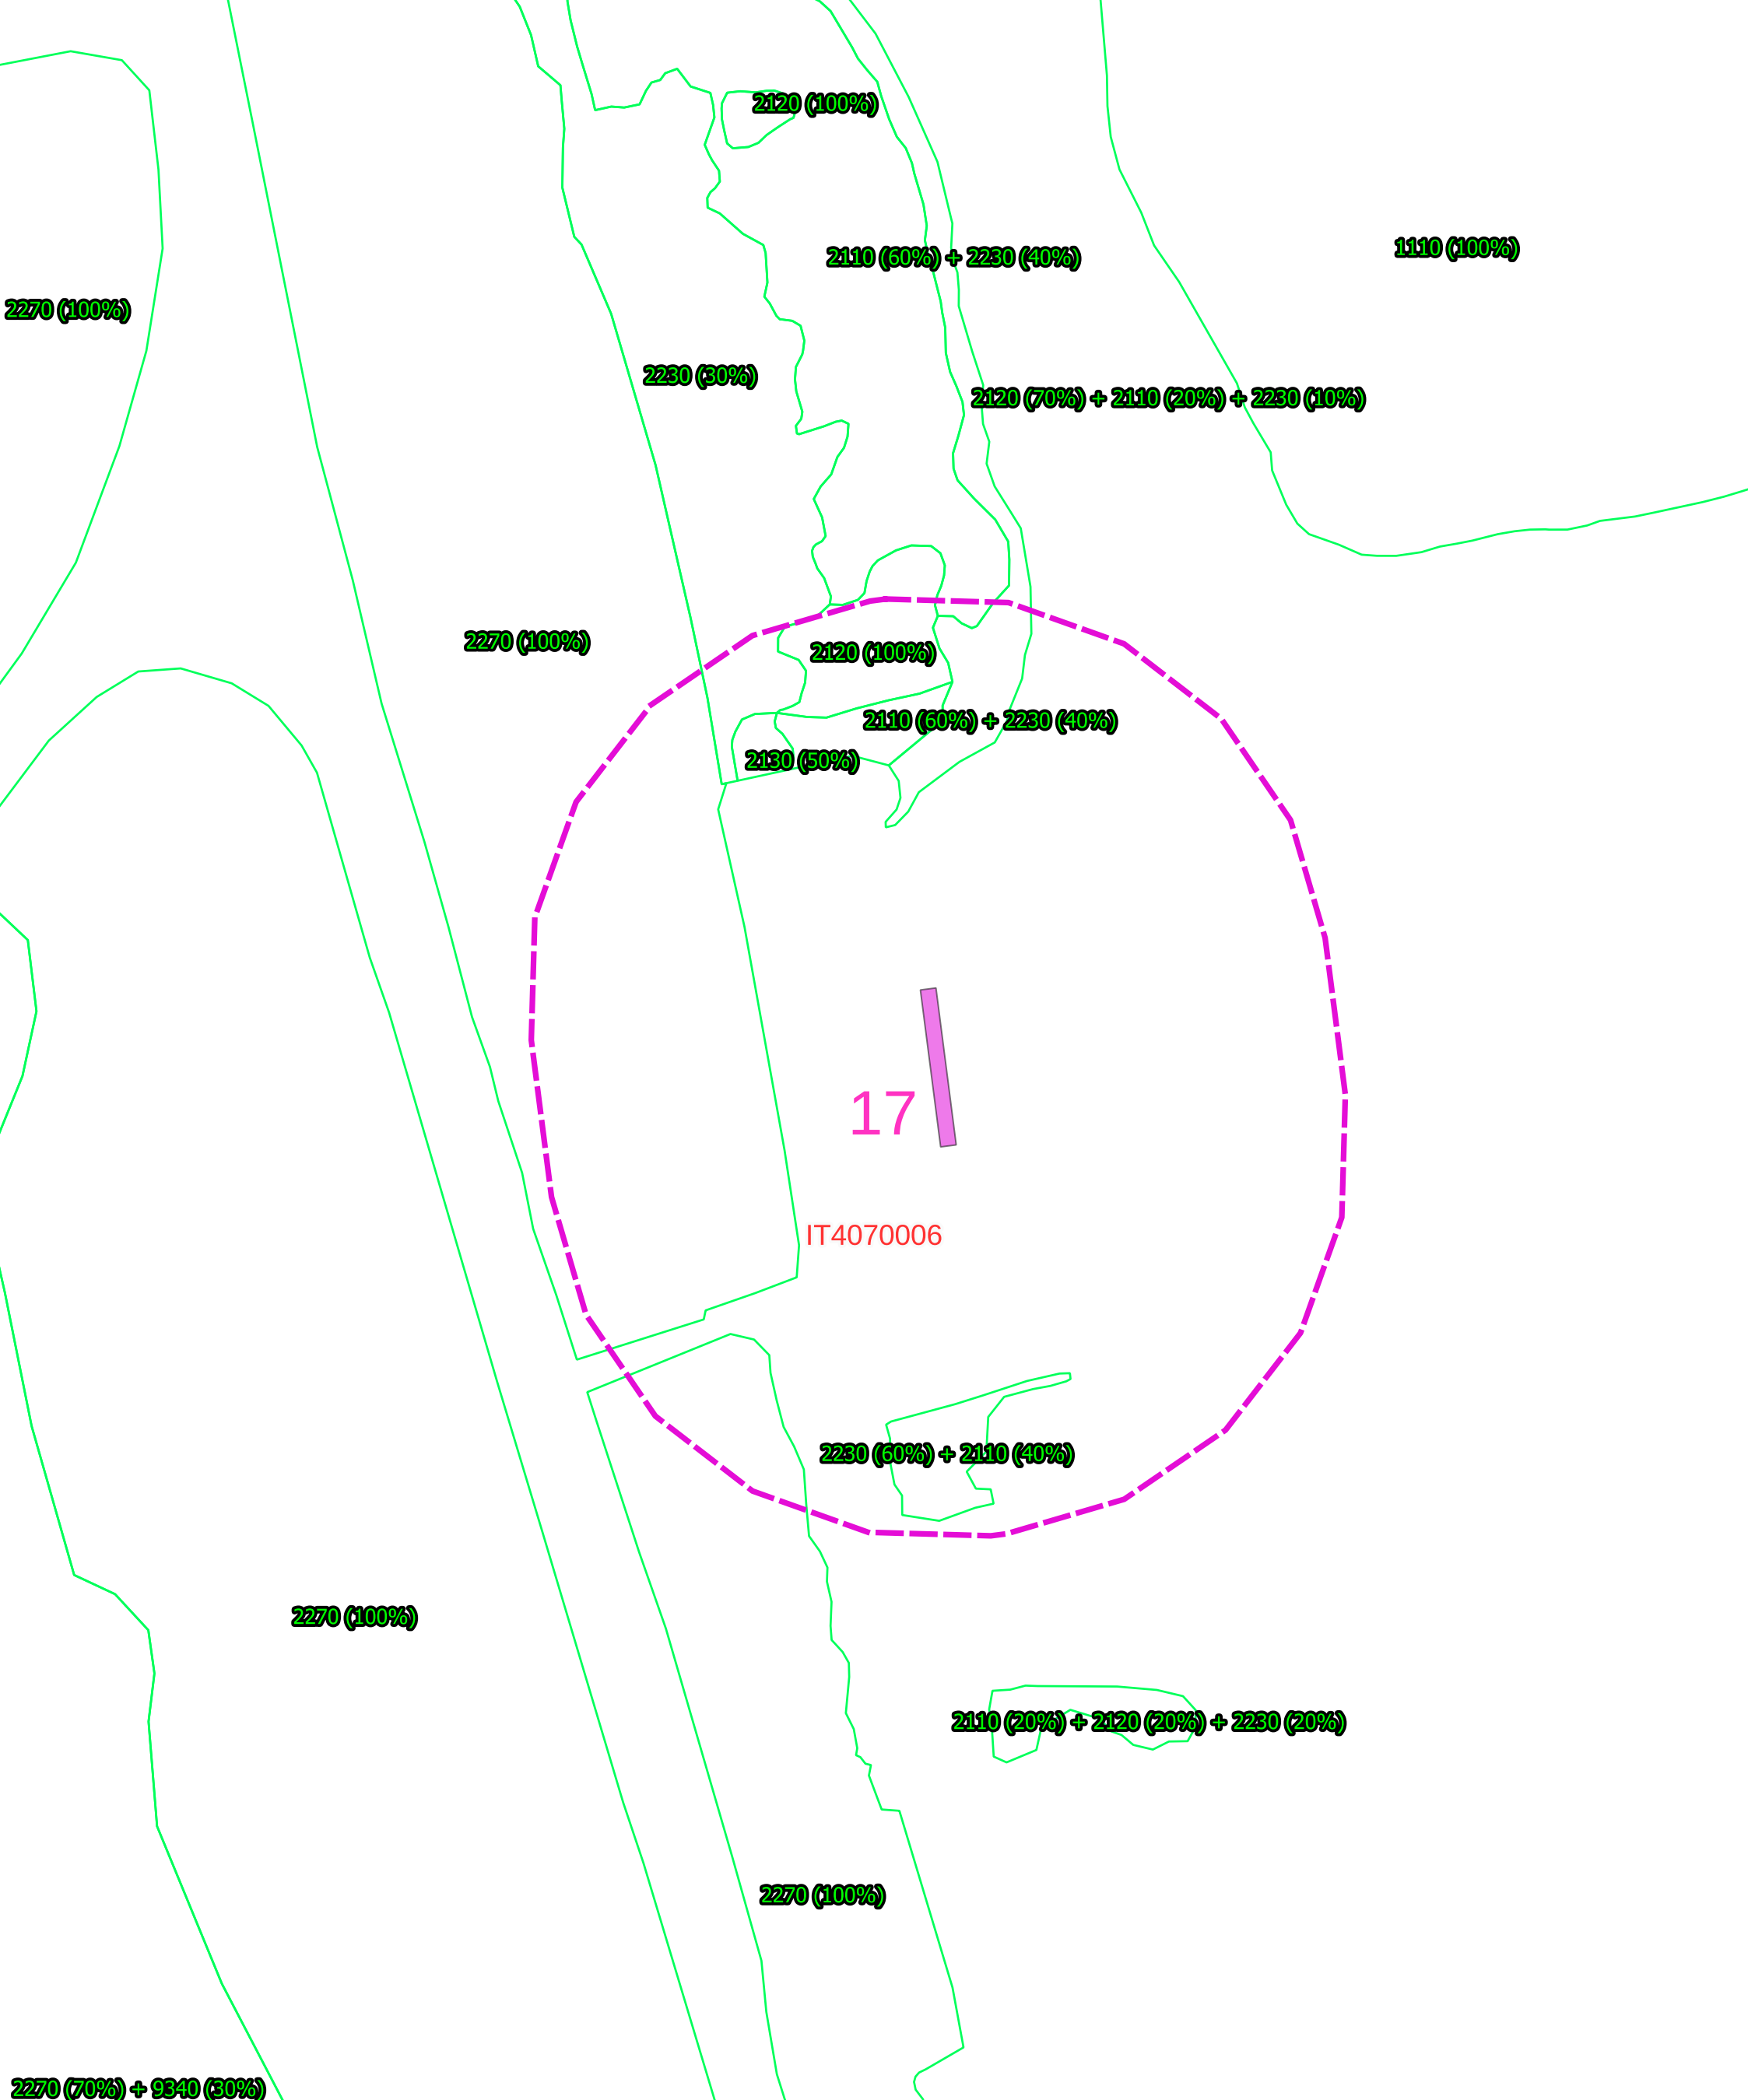 2120 (100%)
2110 (60%) + 2230 (40%)
1110 (100%)
2270 (100%)
2230 (30%)
2120 (70%) + 2110 (20%) + 2230 (10%)
2270 (100%)
2120 (100%)
2110 (60%) + 2230 (40%)
2130 (50%)
17
IT4070006
2230 (60%) + 2110 (40%)
2270 (100%)
2110 (20%) + 2120 (20%) + 2230 (20%)
2270 (100%)
2270 (70%) + 9340 (30%)